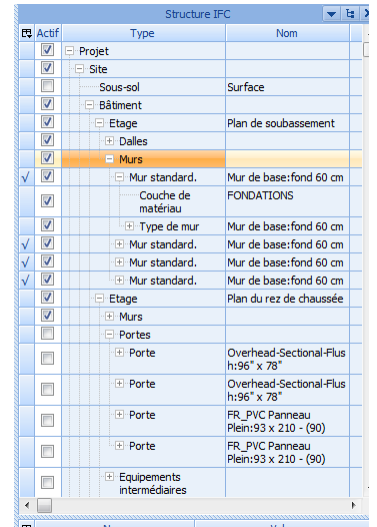 Structure IFC
Actif Type Nom
Projet
Site
Sous-sol Surface
Bâtiment
Etage Plan de soubassement
Dalles
Murs
Mur standard. Mur de base:fond 60 cm
Couche de FONDATIONS
matériau
Type de mur Mur de base:fond 60 cm
Mur standard. Mur de base:fond 60 cm
Mur standard. Mur de base:fond 60 cm
Mur standard. Mur de base:fond 60 cm
Etage Plan du rez de chaussée
Murs
Portes
Porte Overhead-Sectional-Flus
h:96" x 78"
Porte Overhead-Sectional-Flus
h:96" x 78"
Porte FR_PVC Panneau
Plein:93 x 210 - (90)
Porte FR_PVC Panneau
Plein:93 x 210 - (90)
Equipements
intermédiaires